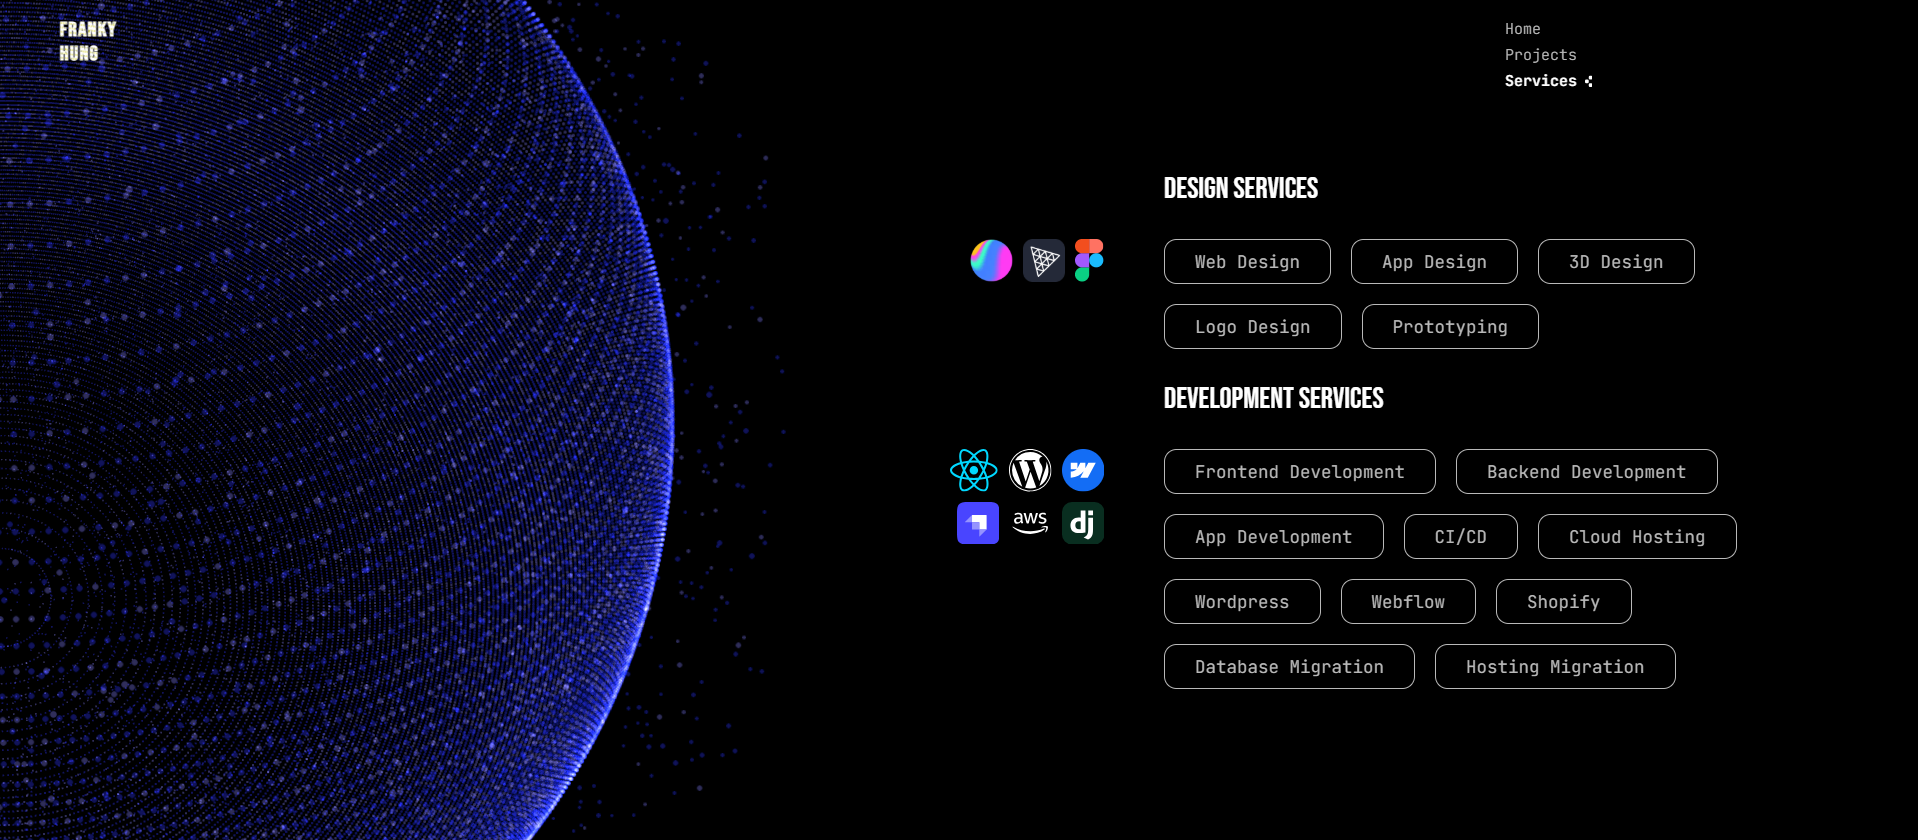 FRANKY
HUNG
Home
Projects
Services
DESIGN SERVICES
Web Design
App Design
3D Design
Logo Design
Prototyping
DEVELOPMENT SERVICES
aws
dj
Frontend Development
Backend Development
App Development
CI/CD
Cloud Hosting
Wordpress
Webflow
Shopify
Database Migration
Hosting Migration